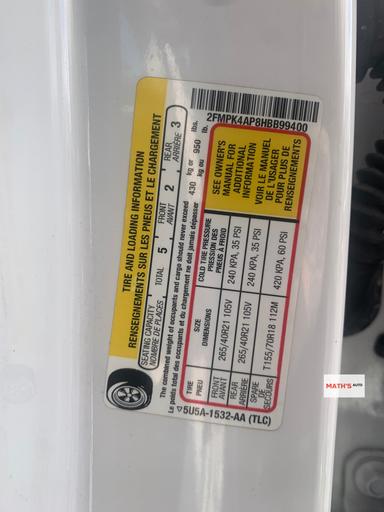 TIRE AND LOADING INFORMATION
RENSEIGNEMENTS SUR LES PNEUS ET LE CHARGEMENT
SEATING CAPACITY
NOMBRE DE PLACES
TOTAL 5
FRONT
AVANT 2
REAR
ARRIÈRE 3
The combined weight of occupants and cargo should never exceed
Le poids total des occupants et du chargement ne doit jamais dépasser
430 kg or 950 lbs.
kg ou lb.
TIRE
PNEU
SIZE
DIMENSIONS
COLD TIRE PRESSURE
PRESSION DES
PNEUS À FROID
FRONT
AVANT
265/40R21 105V
240 KPA, 35 PSI
REAR
ARRIÈRE
265/40R21 105V
240 KPA, 35 PSI
SPARE
DE
SECOURS
T155/70R18 112M
420 KPA, 60 PSI
2FMPK4AP8HBB99400
SEE OWNER'S
MANUAL FOR
ADDITIONAL
INFORMATION
VOIR LE MANUEL
DE L'USAGER
POUR PLUS DE
RENSEIGNEMENTS
▽5U5A-1532-AA (TLC)
MATH'S AUTO